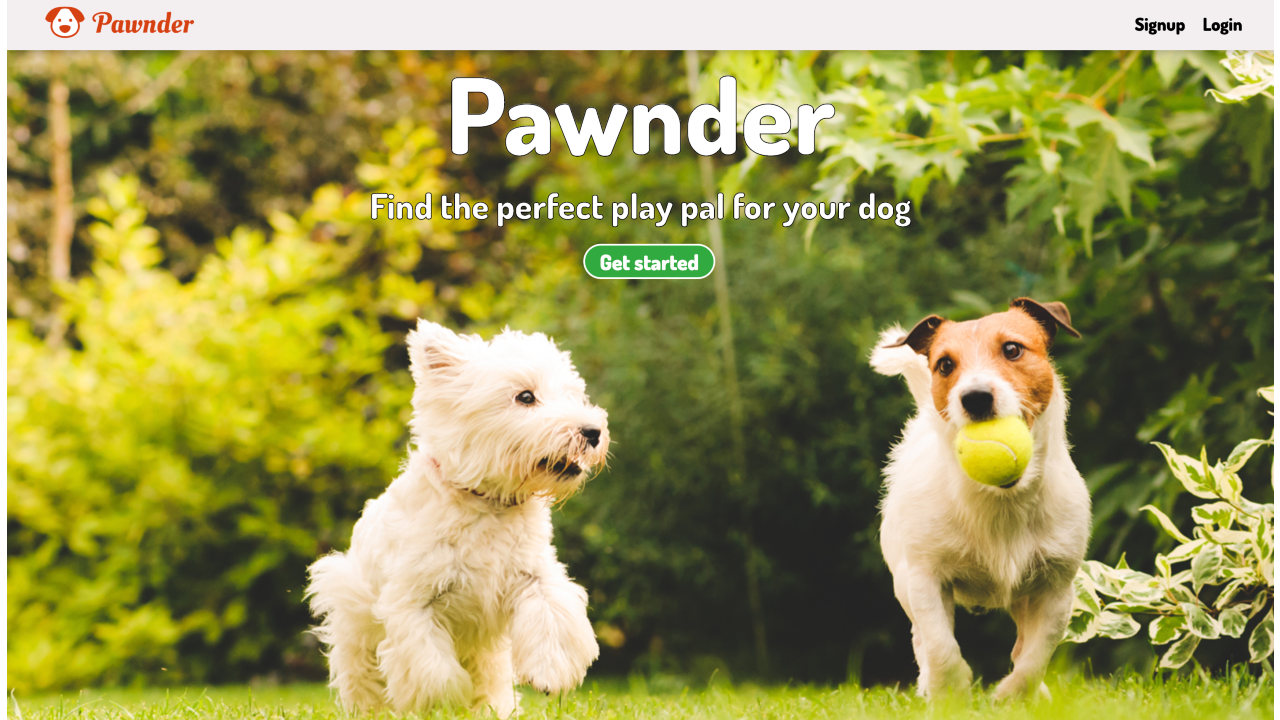 Pawnder
Signup Login
Pawnder
Find the perfect play pal for your dog
Get started